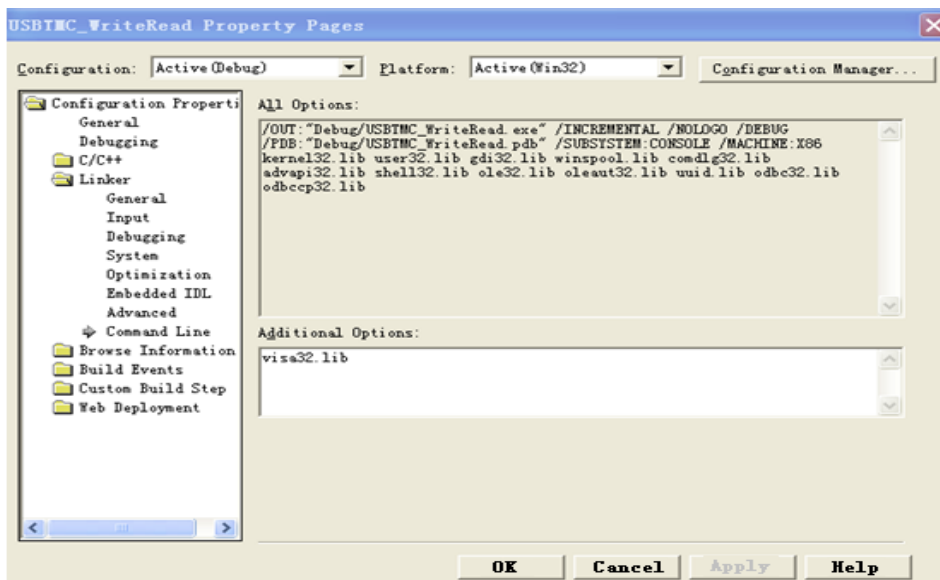 USBTMC_WriteRead Property Pages
Configuration: Active(Debug) Platform: Active(Win32) Configuration Manager...
Configuration Properti
General
Debugging
C/C++
Linker
General
Input
Debugging
System
Optimization
Embedded IDL
Advanced
Command Line
Browse Information
Build Events
Custom Build Step
Web Deployment
All Options:
/OUT:"Debug/USBTMC_WriteRead.exe" /INCREMENTAL /NOLOGO /DEBUG
/PDB:"Debug/USBTMC_WriteRead.pdb" /SUBSYSTEM:CONSOLE /MACHINE:X86
kernel32.lib user32.lib gdi32.lib winspool.lib comdlg32.lib
advapi32.lib shell32.lib ole32.lib oleaut32.lib uuid.lib odbc32.lib
odbccp32.lib
Additional Options:
visa32.lib
OK Cancel Apply Help